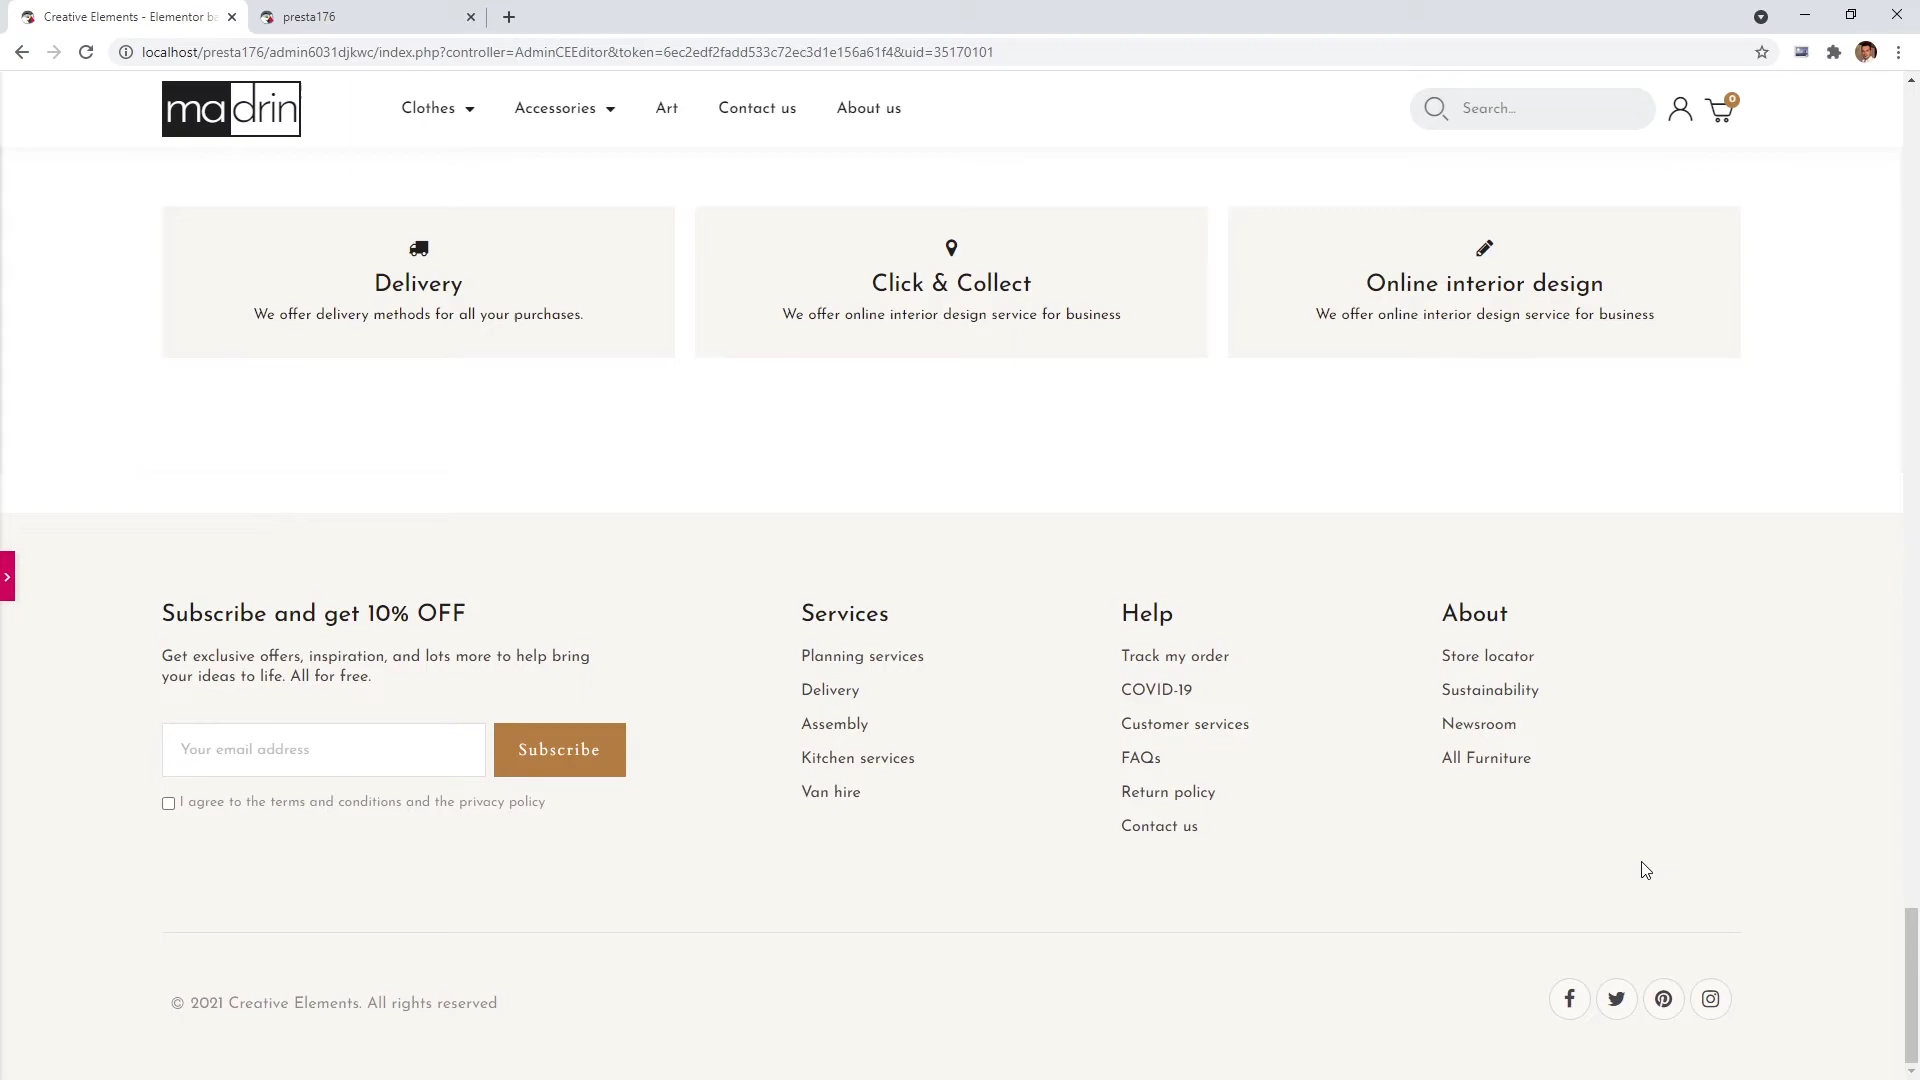 Creative Elements - Elementor ba
presta176
localhost/presta176/admin6031djkwc/index.php?controller=AdminCEEditor&token=6ec2edf2fadd533c72ec3d1e156a61f4&uid=35170101
madrin
Clothes
Accessories
Art
Contact us
About us
Search...
0
Delivery
We offer delivery methods for all your purchases.
Click & Collect
We offer online interior design service for business
Online interior design
We offer online interior design service for business
Subscribe and get 10% OFF
Get exclusive offers, inspiration, and lots more to help bring
your ideas to life. All for free.
Your email address
Subscribe
I agree to the terms and conditions and the privacy policy
Services
Planning services
Delivery
Assembly
Kitchen services
Van hire
Help
Track my order
COVID-19
Customer services
FAQs
Return policy
Contact us
About
Store locator
Sustainability
Newsroom
All Furniture
© 2021 Creative Elements. All rights reserved